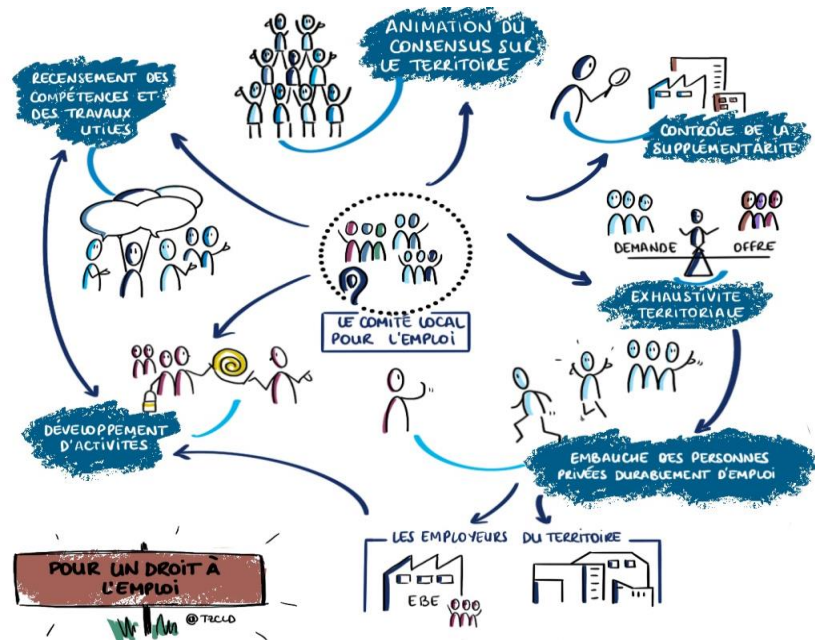 ANIMATION DU
CONSENSUS SUR
LE TERRITOIRE
RECENSEMENT DES
COMPÉTENCES ET
DES TRAVAUX
UTILES
CONTRÔLE DE LA
SUPPLÉMENTARITÉ
DEMANDE
OFFRE
EXHAUSTIVITE
TERRITORIALE
LE COMITÉ LOCAL
POUR L'EMPLOI
DÉVELOPPEMENT
D'ACTIVITES
EMBAUCHE DES PERSONNES
PRIVÉES DURABLEMENT D'EMPLOI
LES EMPLOYEURS DU TERRITOIRE
EBE
POUR UN DROIT À
L'EMPLOI
@TZCLD